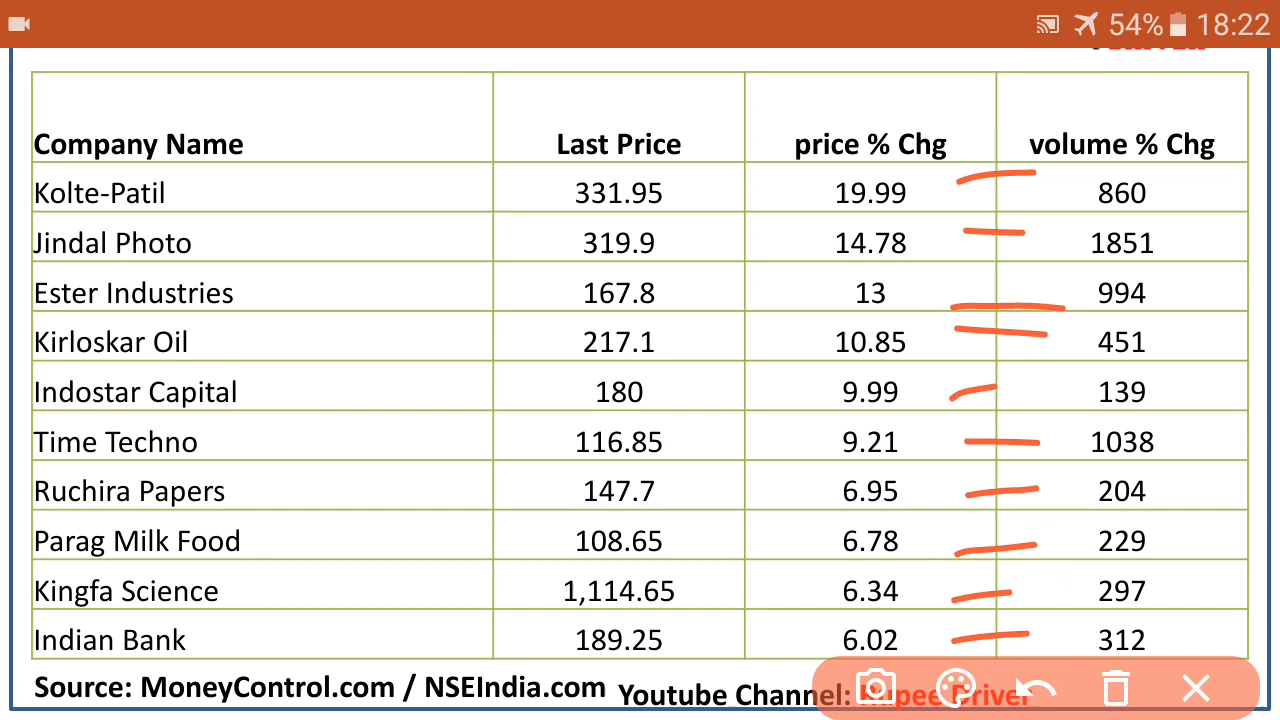 54% 18:22
Company Name Last Price price % Chg volume % Chg
Kolte-Patil 331.95 19.99 860
Jindal Photo 319.9 14.78 1851
Ester Industries 167.8 13 994
Kirloskar Oil 217.1 10.85 451
Indostar Capital 180 9.99 139
Time Techno 116.85 9.21 1038
Ruchira Papers 147.7 6.95 204
Parag Milk Food 108.65 6.78 229
Kingfa Science 1,114.65 6.34 297
Indian Bank 189.25 6.02 312
Source: MoneyControl.com / NSEIndia.com Youtube Channel: Rupee Driver